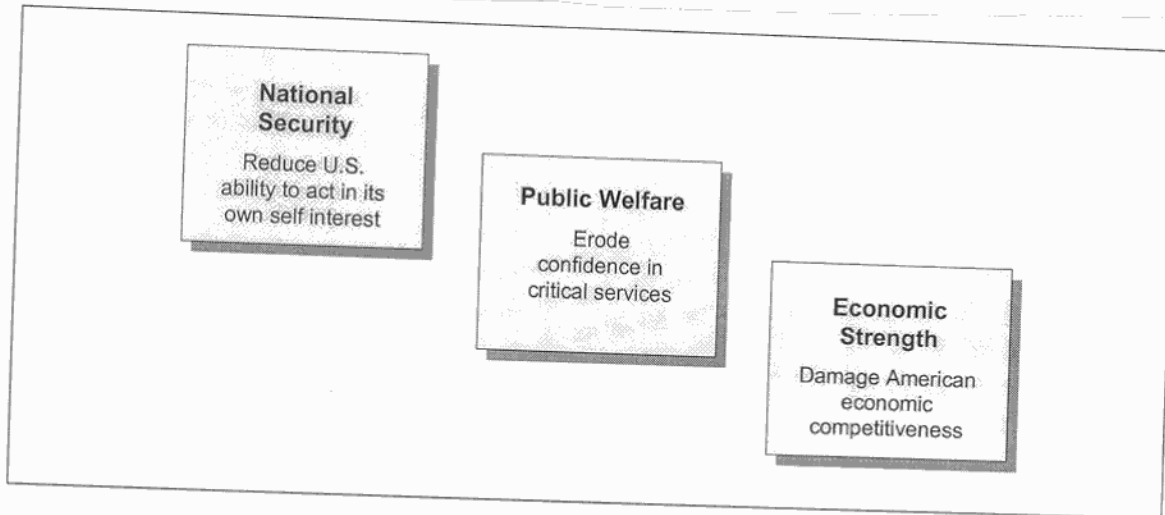 National
Security
Reduce U.S.
ability to act in its
own self interest
Public Welfare
Erode
confidence in
critical services
Economic
Strength
Damage American
economic
competitiveness